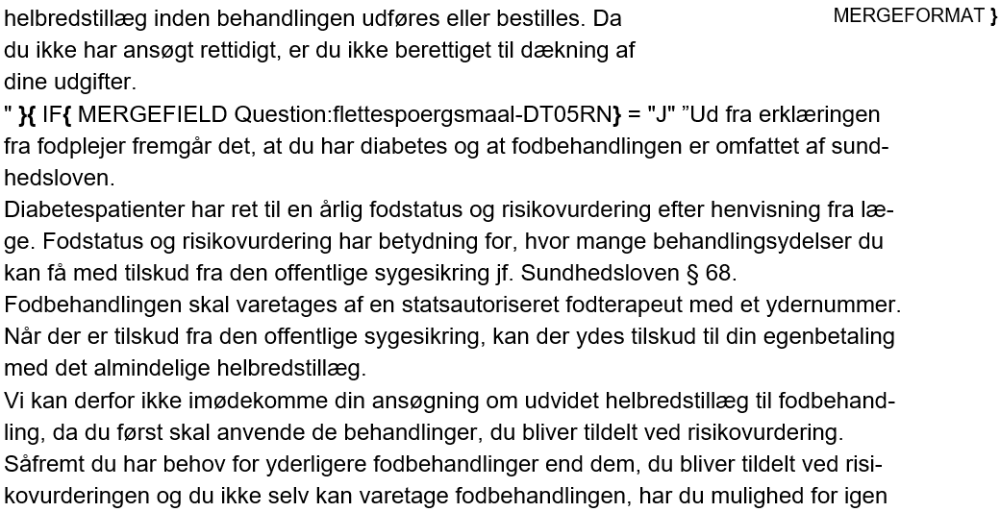 helbredstillæg inden behandlingen udføres eller bestilles. Da
MERGEFORMAT }
du ikke har ansøgt rettidigt, er du ikke berettiget til dækning af
dine udgifter.
" }{ IF{ MERGEFIELD Question:flettespoergsmaal-DT05RN} = "J" ”Ud fra erklæringen
fra fodplejer fremgår det, at du har diabetes og at fodbehandlingen er omfattet af sund-
hedsloven.
Diabetespatienter har ret til en årlig fodstatus og risikovurdering efter henvisning fra læ-
ge. Fodstatus og risikovurdering har betydning for, hvor mange behandlingsydelser du
kan få med tilskud fra den offentlige sygesikring jf. Sundhedsloven § 68.
Fodbehandlingen skal varetages af en statsautoriseret fodterapeut med et ydernummer.
Når der er tilskud fra den offentlige sygesikring, kan der ydes tilskud til din egenbetaling
med det almindelige helbredstillæg.
Vi kan derfor ikke imødekomme din ansøgning om udvidet helbredstillæg til fodbehand-
ling, da du først skal anvende de behandlinger, du bliver tildelt ved risikovurdering.
Såfremt du har behov for yderligere fodbehandlinger end dem, du bliver tildelt ved risi-
kovurderingen og du ikke selv kan varetage fodbehandlingen, har du mulighed for igen